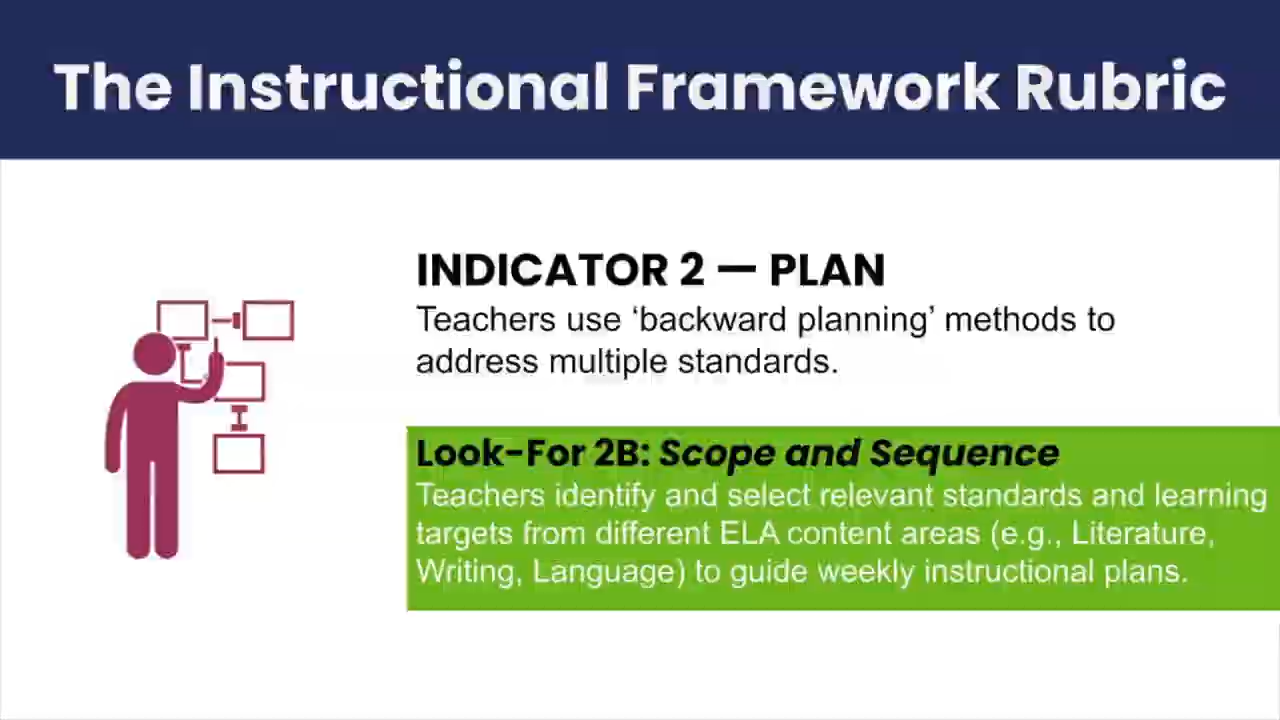 The Instructional Framework Rubric
INDICATOR 2 — PLAN
Teachers use ‘backward planning’ methods to
address multiple standards.
Look-For 2B: Scope and Sequence
Teachers identify and select relevant standards and learning
targets from different ELA content areas (e.g., Literature,
Writing, Language) to guide weekly instructional plans.